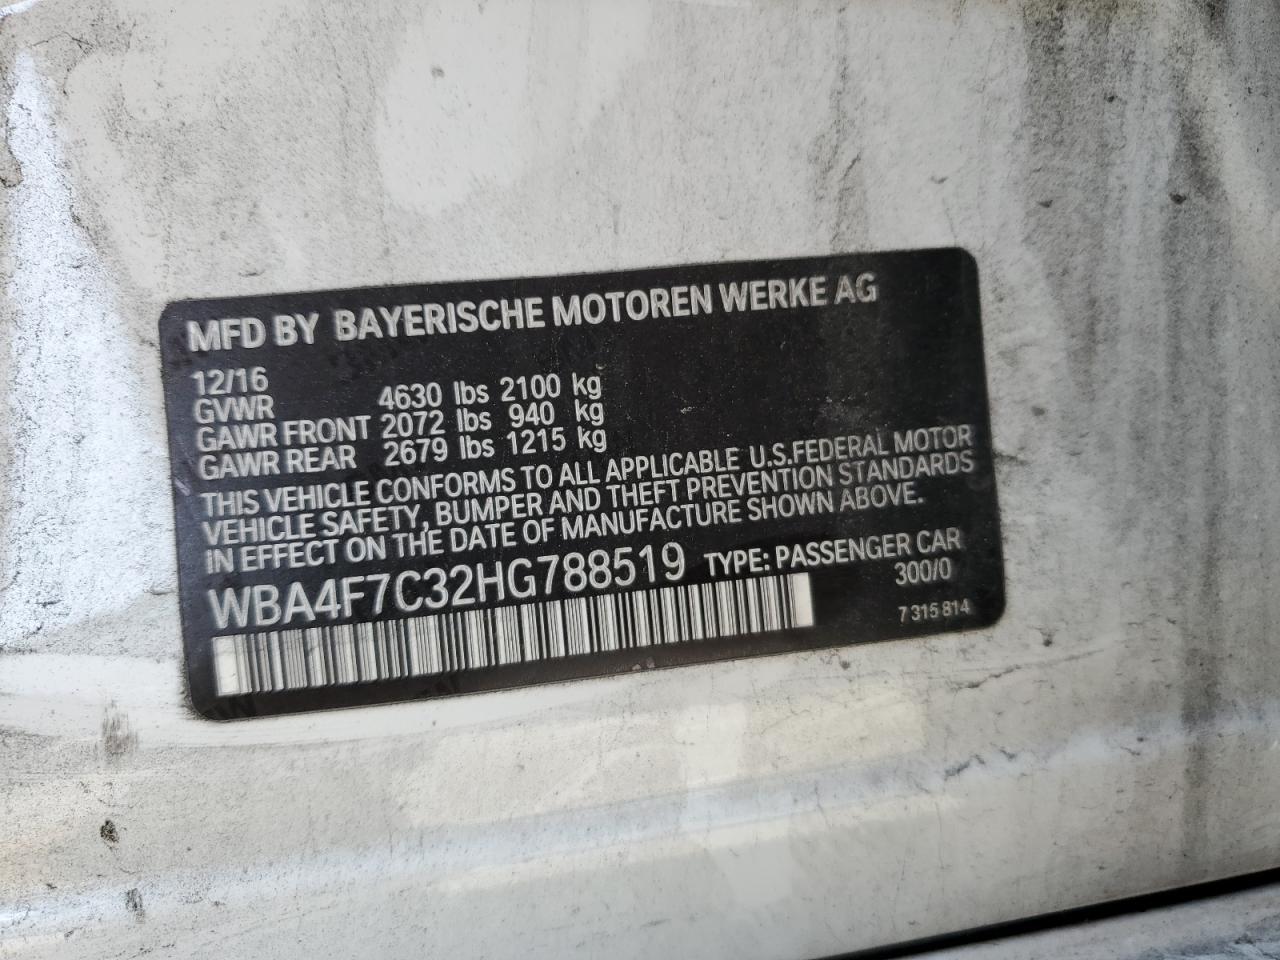 MFD BY BAYERISCHE MOTOREN WERKE AG
12/16
GVWR 4630 lbs 2100 kg
GAWR FRONT 2072 lbs 940 kg
GAWR REAR 2679 lbs 1215 kg
THIS VEHICLE CONFORMS TO ALL APPLICABLE U.S.FEDERAL MOTOR
VEHICLE SAFETY, BUMPER AND THEFT PREVENTION STANDARDS
IN EFFECT ON THE DATE OF MANUFACTURE SHOWN ABOVE.
WBA4F7C32HG788519 TYPE: PASSENGER CAR
300/0
7 315 814